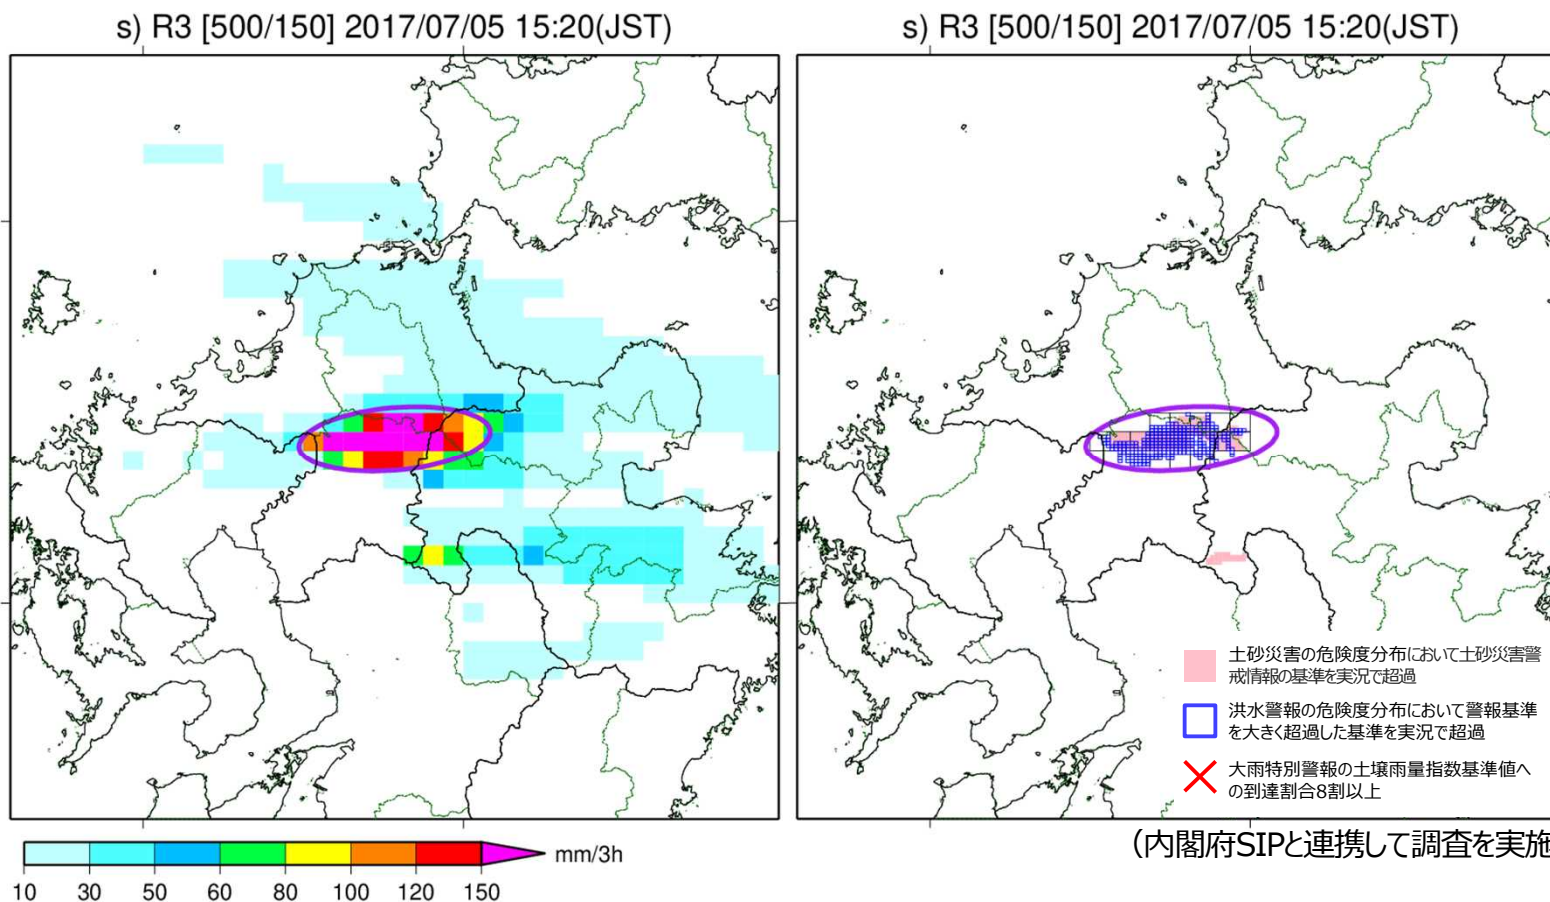 s) R3 [500/150] 2017/07/05 15:20(JST)
s) R3 [500/150] 2017/07/05 15:20(JST)
土砂災害の危険度分布において土砂災害警
戒情報の基準を実況で超過
洪水警報の危険度分布において警報基準
を大きく超過した基準を実況で超過
大雨特別警報の土壌雨量指数基準値へ
の到達割合8割以上
(内閣府SIPと連携して調査を実施
mm/3h
10 30 50 60 80 100 120 150